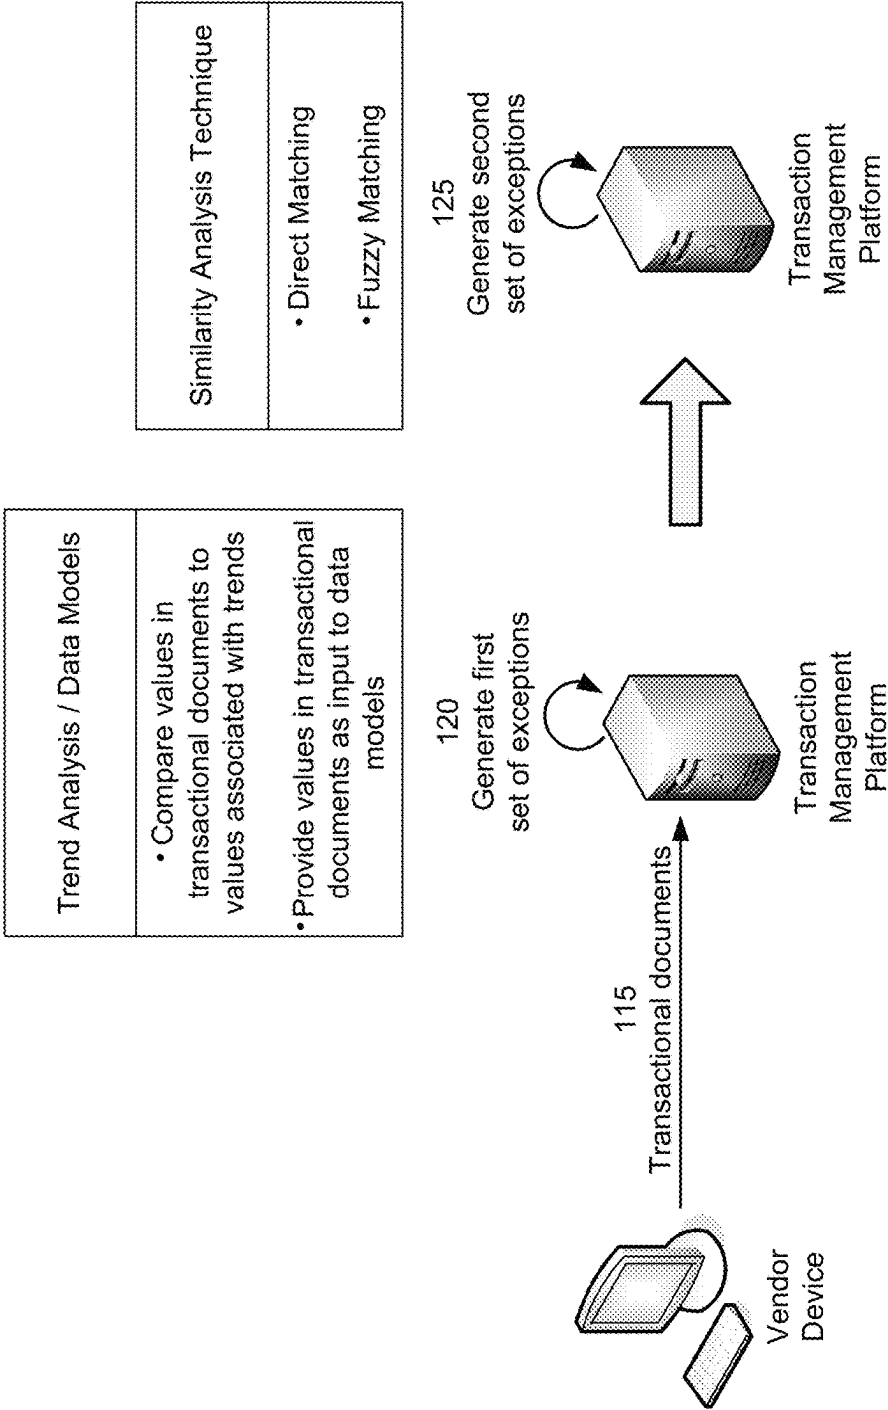 Trend Analysis / Data Models
• Compare values in
transactional documents to
values associated with trends
• Provide values in transactional
documents as input to data
models
Similarity Analysis Technique
• Direct Matching
• Fuzzy Matching
115
Transactional documents
120
Generate first
set of exceptions
125
Generate second
set of exceptions
Vendor
Device
Transaction
Management
Platform
Transaction
Management
Platform